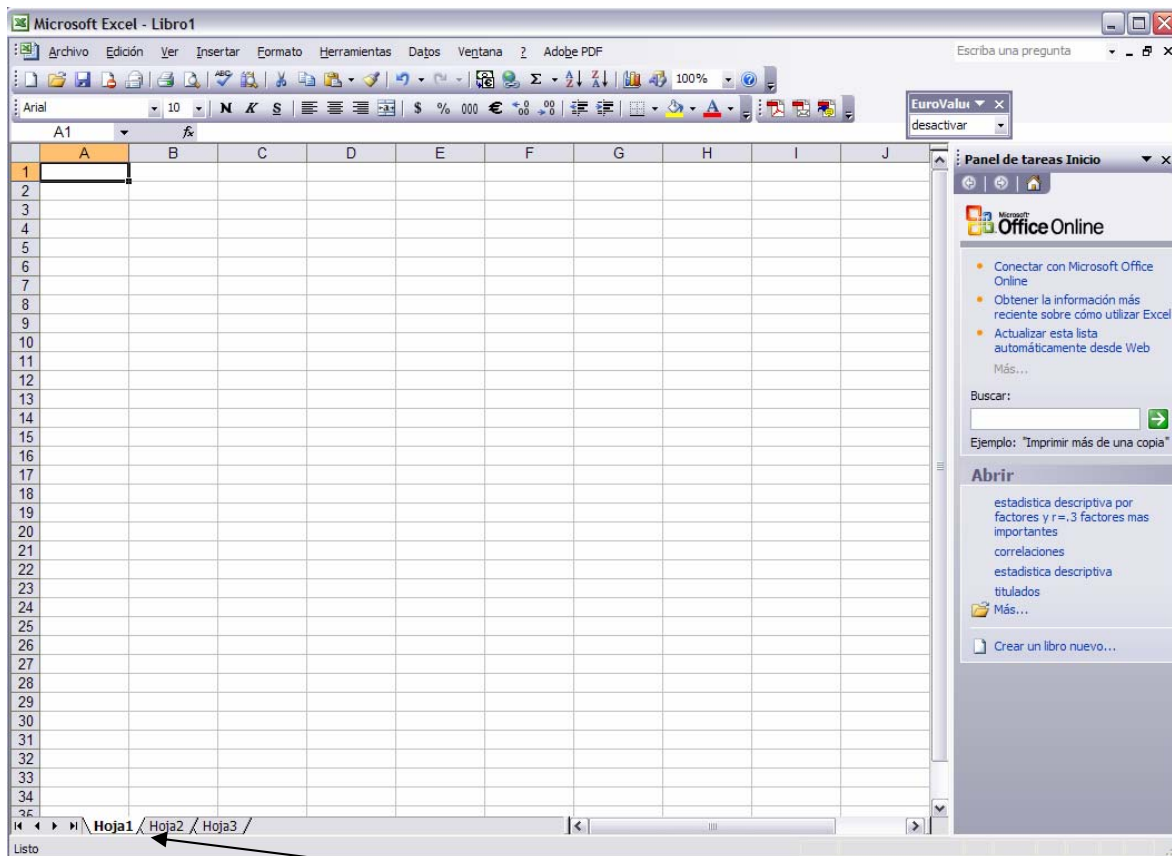 Microsoft Excel - Libro1
Archivo Edición Ver Insertar Formato Herramientas Datos Ventana ? Adobe PDF Escriba una pregunta
100%
Arial 10 N K S $ % 000 €
EuroValue
desactivar
A1 fx
A B C D E F G H I J
Panel de tareas Inicio
1
2
3
4
5
6
7
8
9
10
11
12
13
14
15
16
17
18
19
20
21
22
23
24
25
26
27
28
29
30
31
32
33
34
35
Microsoft
Office Online
Conectar con Microsoft Office
Online
Obtener la información más
reciente sobre cómo utilizar Excel
Actualizar esta lista
automáticamente desde Web
Más...
Buscar:
Ejemplo: "Imprimir más de una copia"
Abrir
estadistica descriptiva por
factores y r=.3 factores mas
importantes
correlaciones
estadistica descriptiva
titulados
Más...
Crear un libro nuevo...
Hoja1 Hoja2 Hoja3
Listo